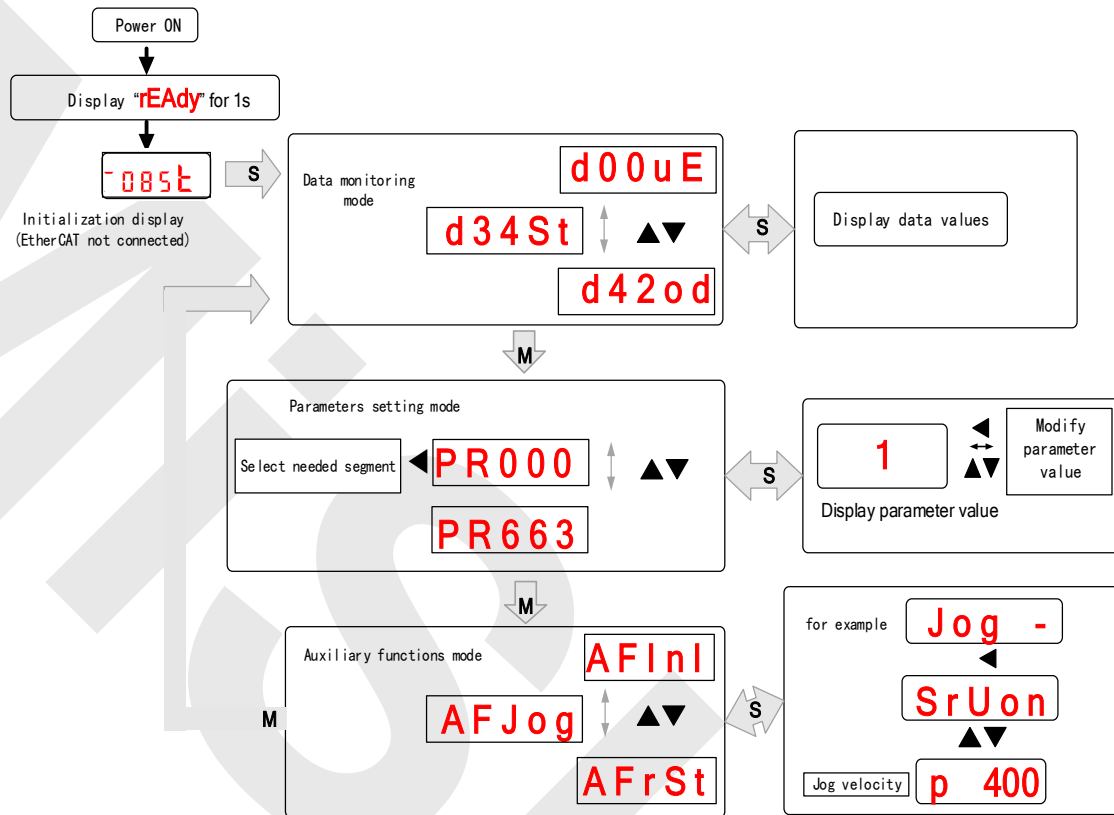 Power ON
Display “rEAdy” for 1s
-085t
S
Initialization display
(EtherCAT not connected)
Data monitoring
mode
d00uE
d34St
d42od
S
Display data values
M
Parameters setting mode
Select needed segment
PR000
PR663
S
1
Modify
parameter
value
Display parameter value
M
Auxiliary functions mode
AFInI
AFJog
AFrSt
M
S
for example
Jog -
SrUon
Jog velocity
p 400